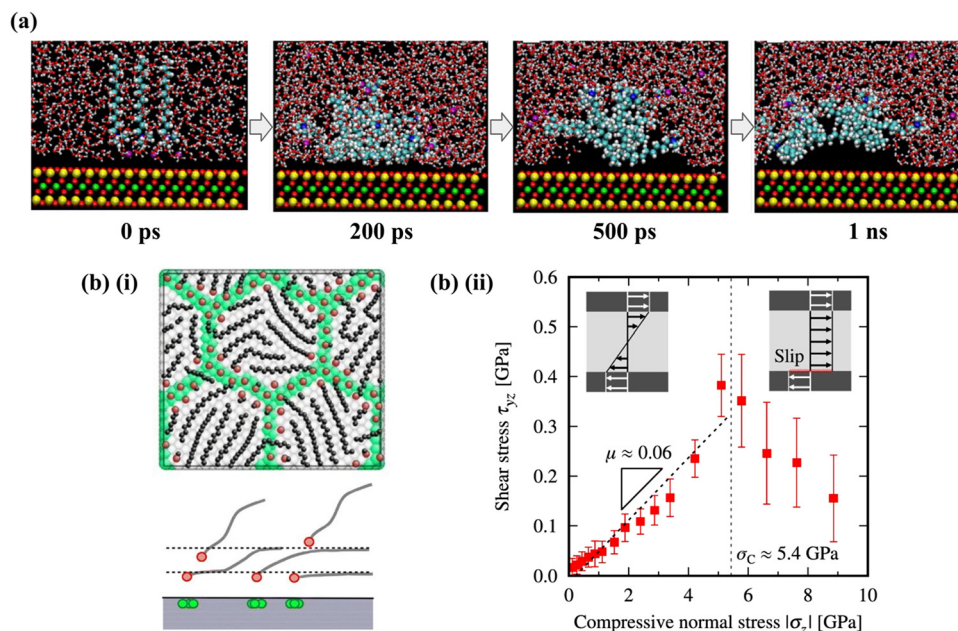 (a)
0 ps
200 ps
500 ps
1 ns
(b) (i)
(b) (ii)
0.6
0.5
0.4
0.3
0.2
0.1
0.0
Shear stress τyz [GPa]
Slip
μ ≈ 0.06
σC ≈ 5.4 GPa
0
2
4
6
8
10
Compressive normal stress |σz| [GPa]